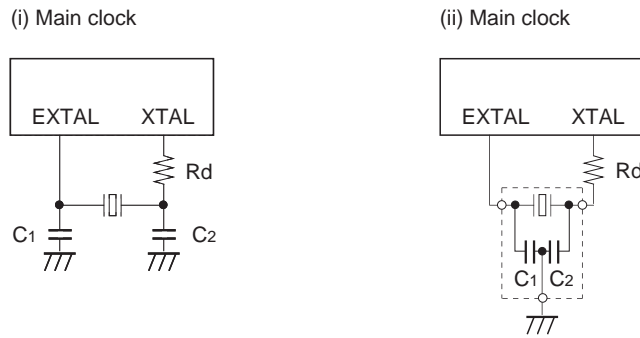 (i) Main clock
EXTAL XTAL
Rd
C1 C2
(ii) Main clock
EXTAL XTAL
Rd
C1 C2